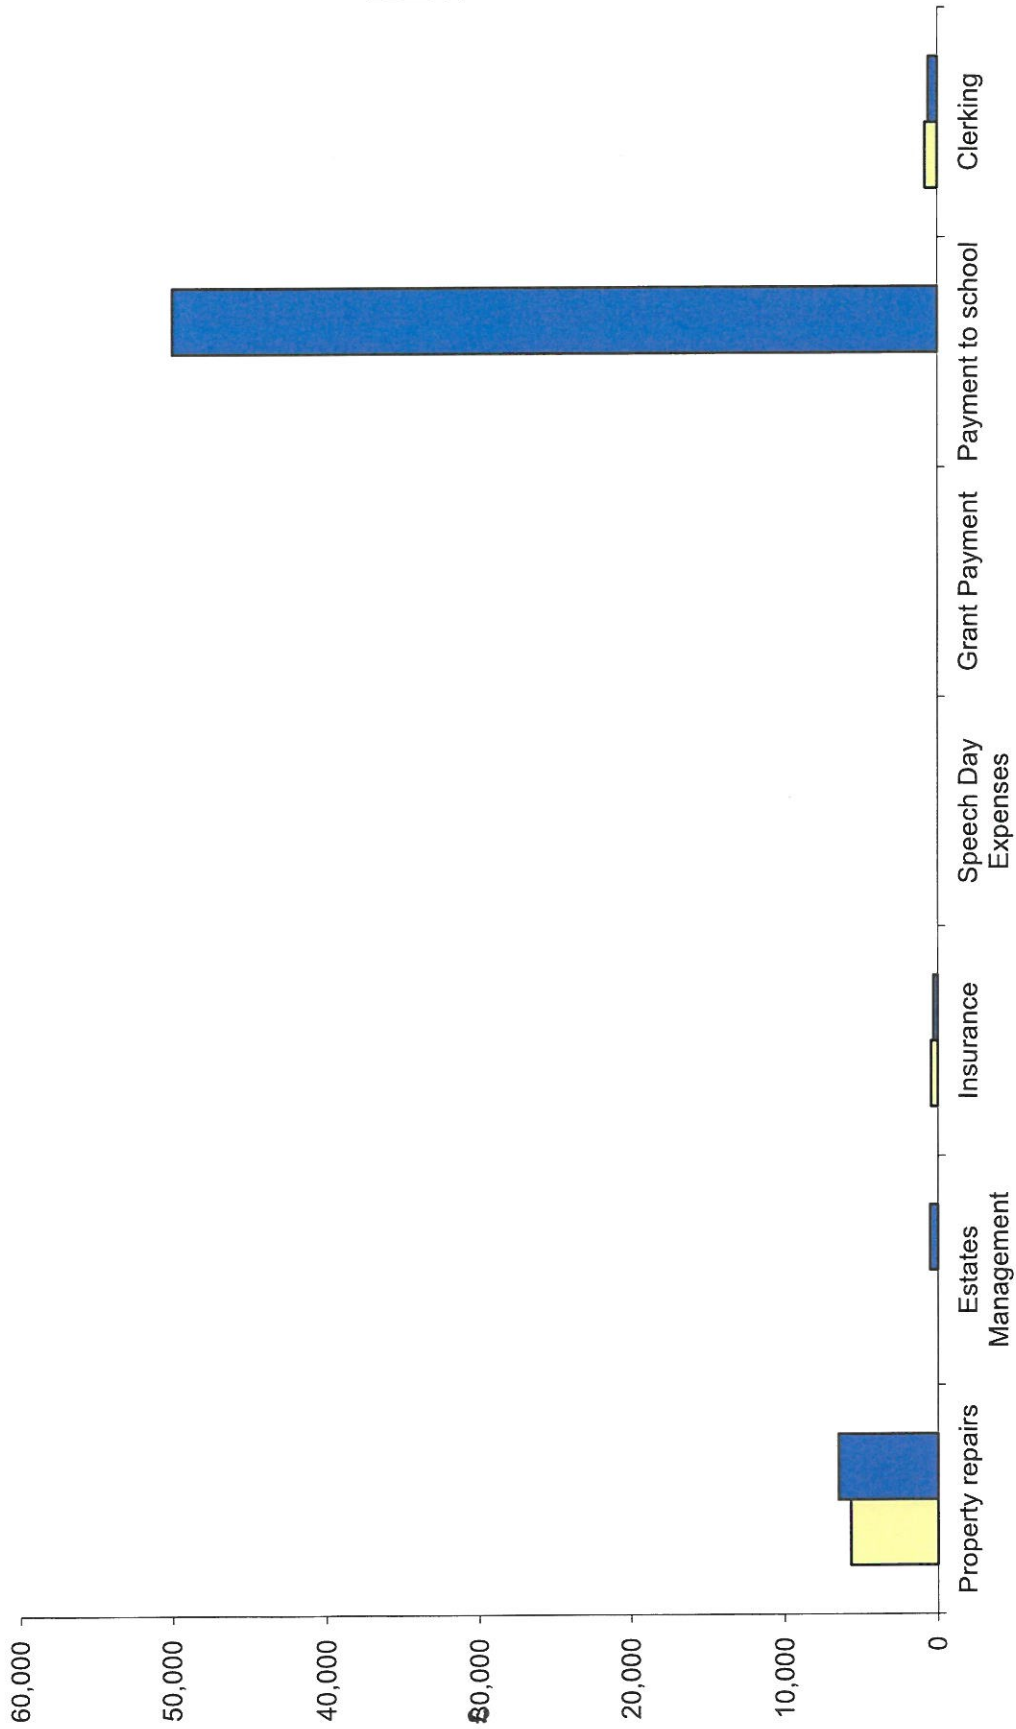 60,000
50,000
40,000
30,000
£
20,000
10,000
0
Property repairs
Estates
Management
Insurance
Speech Day
Expenses
Grant Payment
Payment to school
Clerking